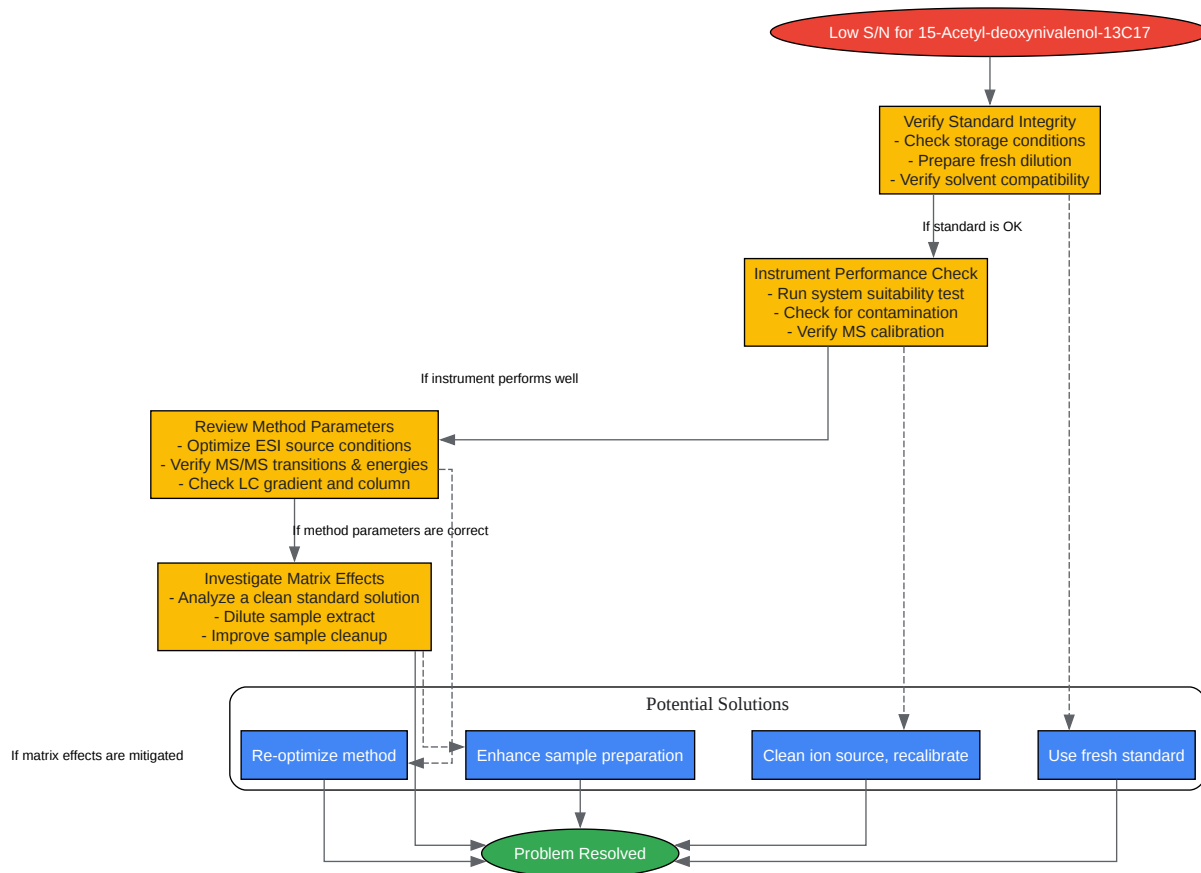 Low S/N for 15-Acetyl-deoxynivalenol-13C17
Verify Standard Integrity
- Check storage conditions
- Prepare fresh dilution
- Verify solvent compatibility
If standard is OK
Instrument Performance Check
- Run system suitability test
- Check for contamination
- Verify MS calibration
If instrument performs well
Review Method Parameters
- Optimize ESI source conditions
- Verify MS/MS transitions & energies
- Check LC gradient and column
If method parameters are correct
Investigate Matrix Effects
- Analyze a clean standard solution
- Dilute sample extract
- Improve sample cleanup
Potential Solutions
If matrix effects are mitigated
Re-optimize method
Enhance sample preparation
Clean ion source, recalibrate
Use fresh standard
Problem Resolved